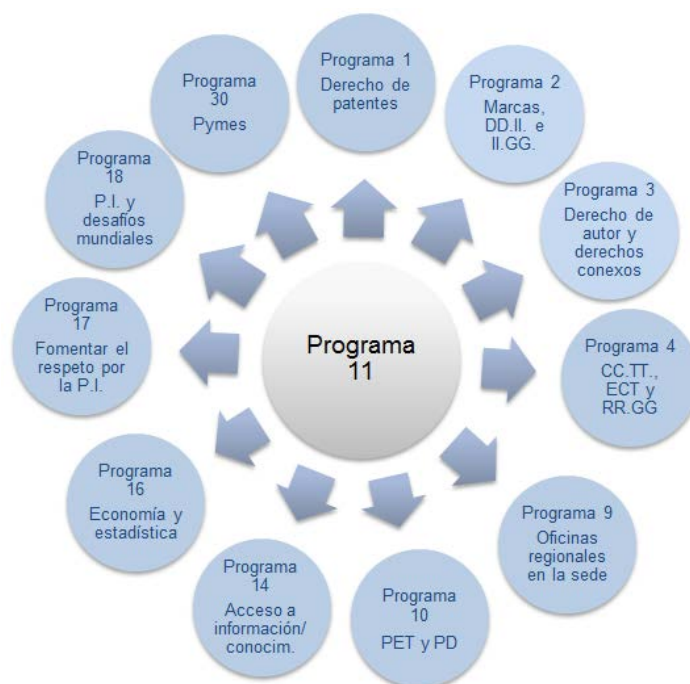 Programa 1
Derecho de
patentes
Programa 2
Marcas,
DD.II. e
II.GG.
Programa 3
Derecho de
autor y
derechos
conexos
Programa 4
CC.TT.,
ECT y
RR.GG
Programa 9
Oficinas
regionales
en la sede
Programa
10
PET y PD
Programa
14
Acceso a
información/
conocim.
Programa
16
Economía y
estadística
Programa
17
Fomentar el
respeto por
la P.I.
Programa
18
P.I. y
desafíos
mundiales
Programa
30
Pymes
Programa
11